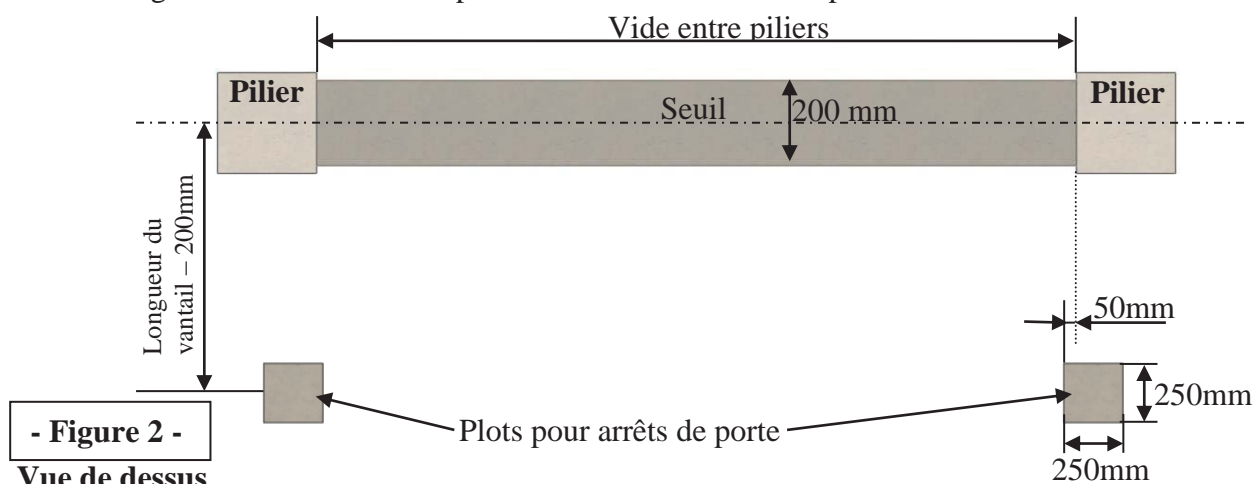 Vide entre piliers
Pilier
Pilier
Seuil
200 mm
Longueur du
vantail – 200mm
50mm
250mm
- Figure 2 -
Plots pour arrêts de porte
250mm
Vue de dessus